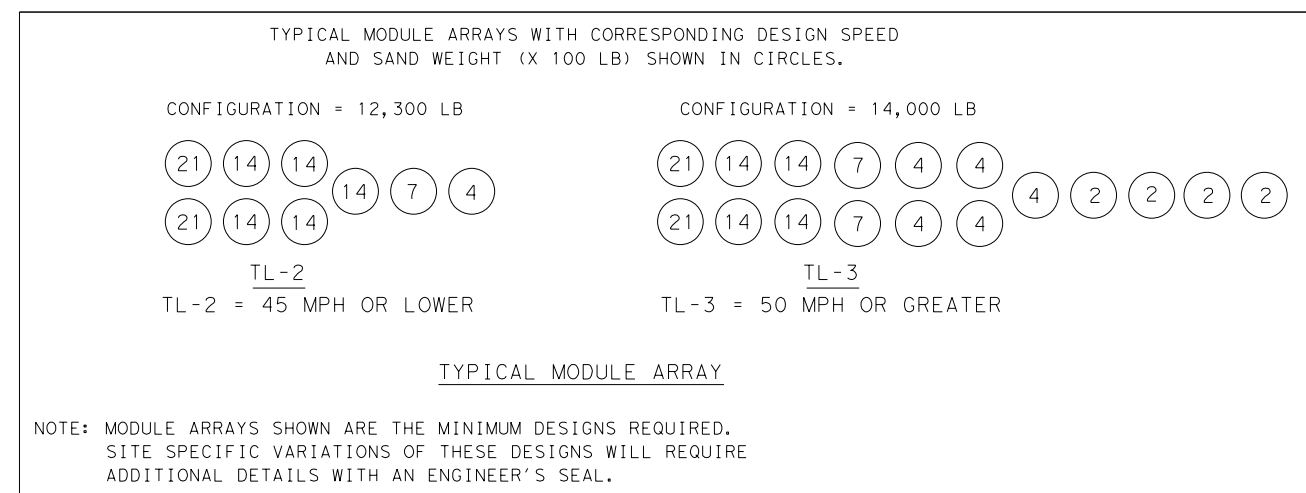 TYPICAL MODULE ARRAYS WITH CORRESPONDING DESIGN SPEED
AND SAND WEIGHT (X 100 LB) SHOWN IN CIRCLES.
CONFIGURATION = 12,300 LB
21 14 14
14 7 4
21 14 14
TL-2
TL-2 = 45 MPH OR LOWER
CONFIGURATION = 14,000 LB
21 14 14 7 4 4
4 2 2 2 2
21 14 14 7 4 4
TL-3
TL-3 = 50 MPH OR GREATER
TYPICAL MODULE ARRAY
NOTE: MODULE ARRAYS SHOWN ARE THE MINIMUM DESIGNS REQUIRED.
SITE SPECIFIC VARIATIONS OF THESE DESIGNS WILL REQUIRE
ADDITIONAL DETAILS WITH AN ENGINEER'S SEAL.